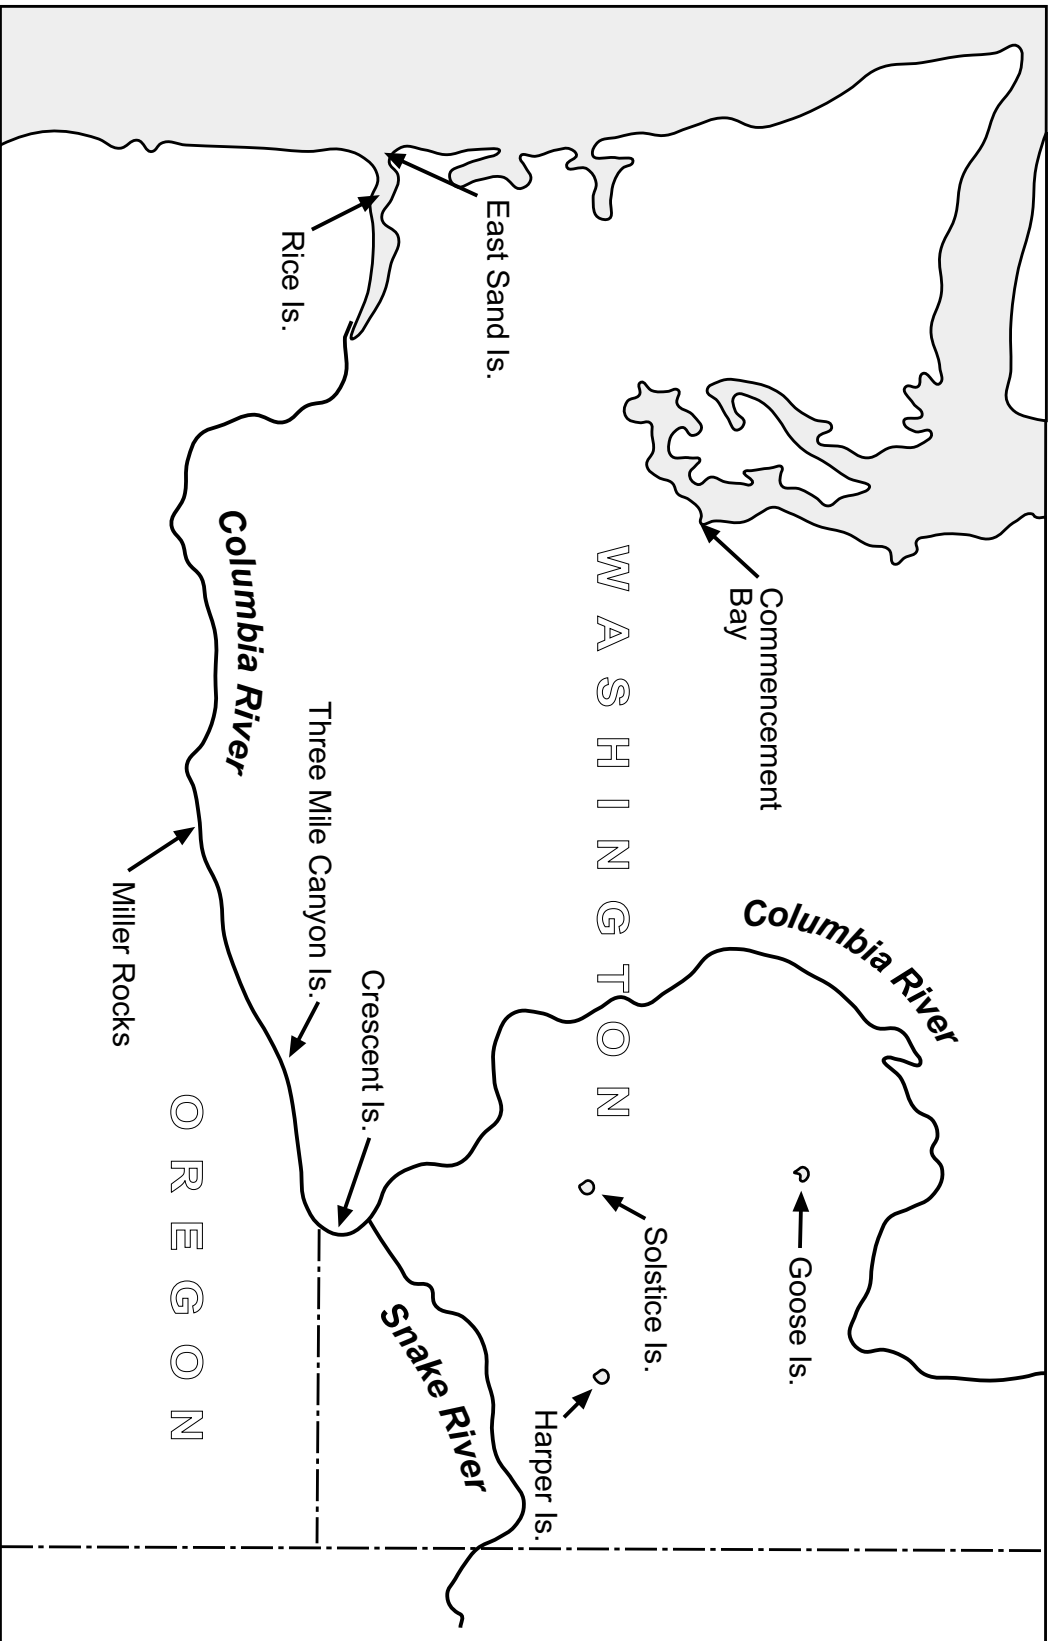 Columbia River
Goose Is.
Commencement
Bay
Solstice Is.
WASHINGTON
Harper Is.
East Sand Is.
Snake River
Crescent Is.
Three Mile Canyon Is.
Rice Is.
Columbia River
OREGON
Miller Rocks